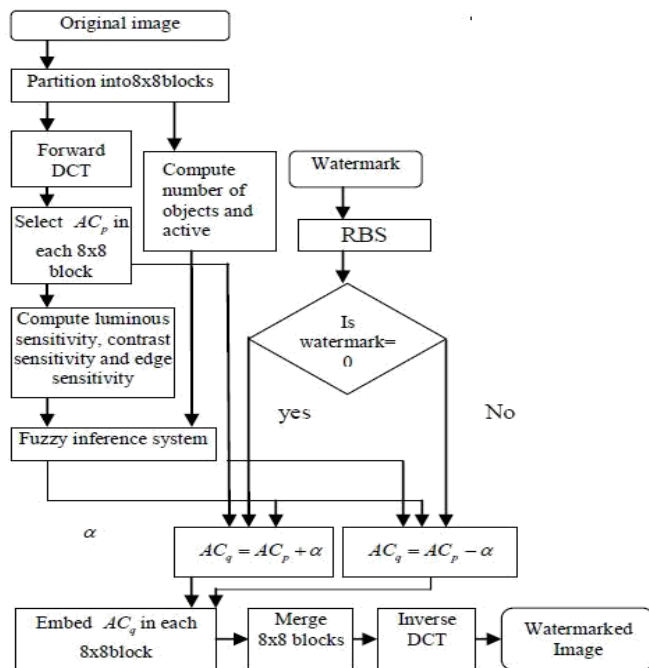 Original image
Partition into8x8blocks
Forward
DCT
Compute
number of
objects and
active
Watermark
Select AC_p in
each 8x8
block
RBS
Compute luminous
sensitivity, contrast
sensitivity and edge
sensitivity
Is
watermark=
0
yes
No
Fuzzy inference system
α
AC_q = AC_p + α
AC_q = AC_p − α
Embed AC_q in each
8x8block
Merge
8x8 blocks
Inverse
DCT
Watermarked
Image